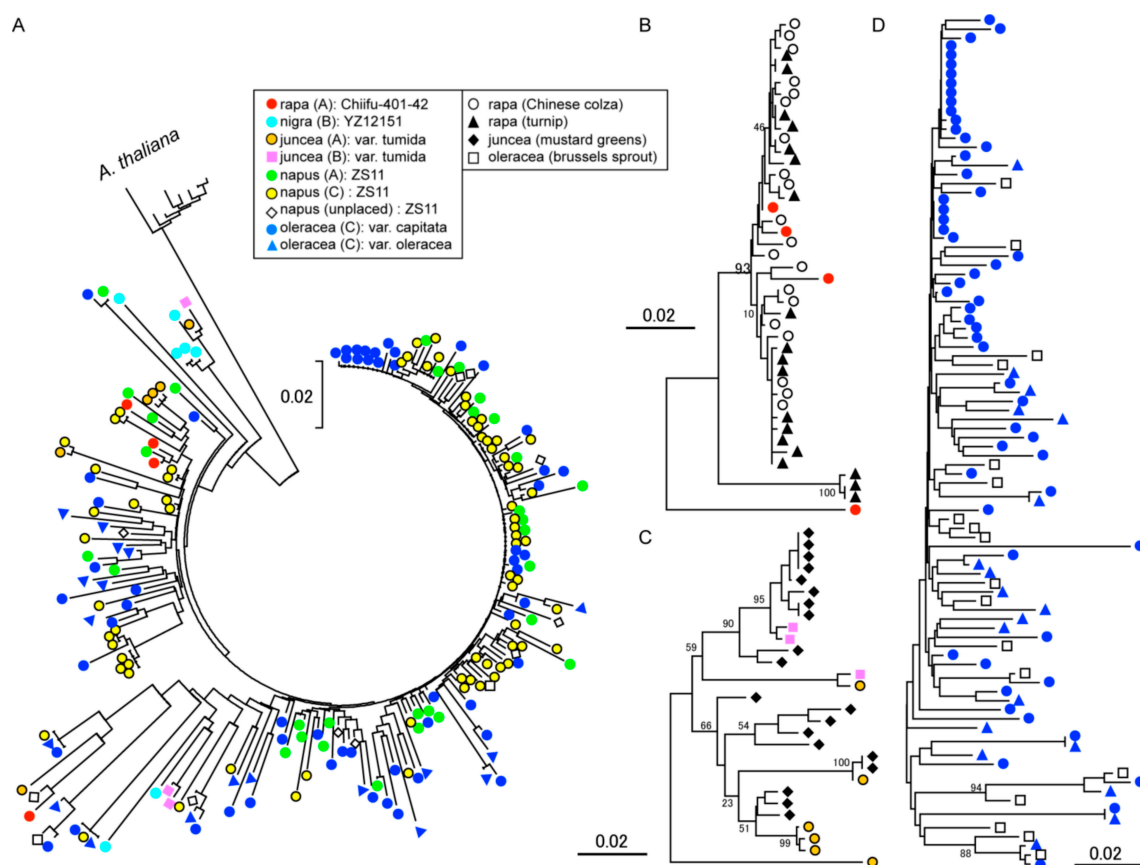 A
B
D
rapa (A): Chiifu-401-42
nigra (B): YZ12151
juncea (A): var. tumida
juncea (B): var. tumida
napus (A): ZS11
napus (C) : ZS11
napus (unplaced) : ZS11
oleracea (C): var. capitata
oleracea (C): var. oleracea
rapa (Chinese colza)
rapa (turnip)
juncea (mustard greens)
oleracea (brussels sprout)
A. thaliana
0.02
0.02
46
93
10
100
0.02
C
95
90
59
66
54
100
23
51
99
0.02
94
88
0.02